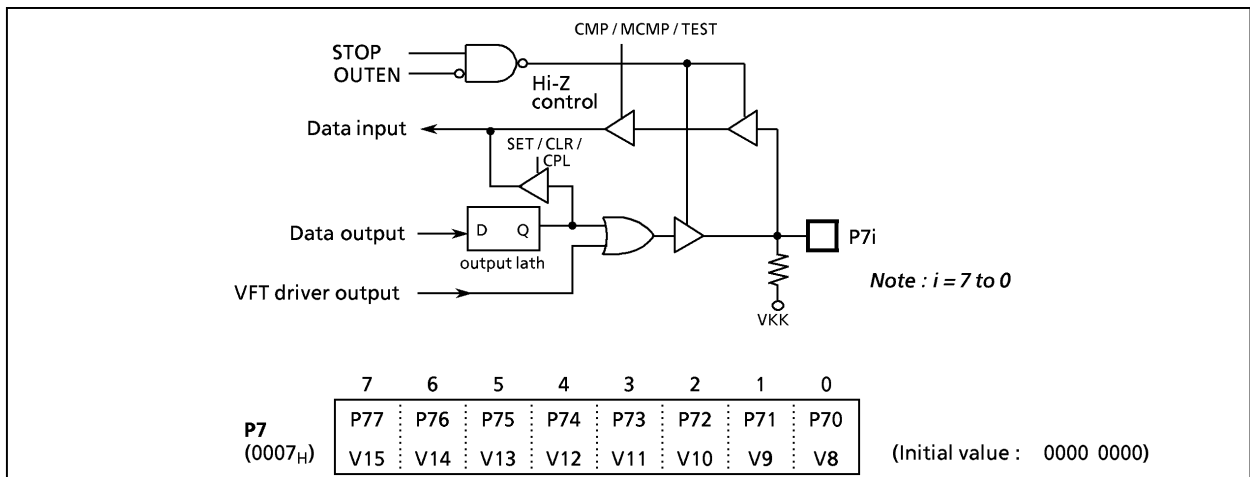 CMP / MCMP / TEST
STOP
OUTEN
Hi-Z
control
Data input
SET / CLR /
CPL
Data output
D Q
output lath
P7i
VFT driver output
Note : i = 7 to 0
VKK
7 6 5 4 3 2 1 0
P7
(0007H)
P77 P76 P75 P74 P73 P72 P71 P70
V15 V14 V13 V12 V11 V10 V9 V8
(Initial value : 0000 0000)